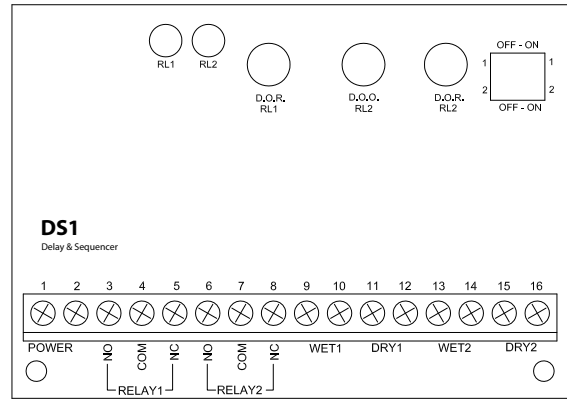 OFF - ON
RL1 RL2
1 1
D.O.R. RL1
D.O.O. RL2
D.O.R. RL2
2 2
OFF - ON
DS1
Delay & Sequencer
1 2 3 4 5 6 7 8 9 10 11 12 13 14 15 16
POWER NO COM NC NO COM NC WET1 DRY1 WET2 DRY2
RELAY1 RELAY2